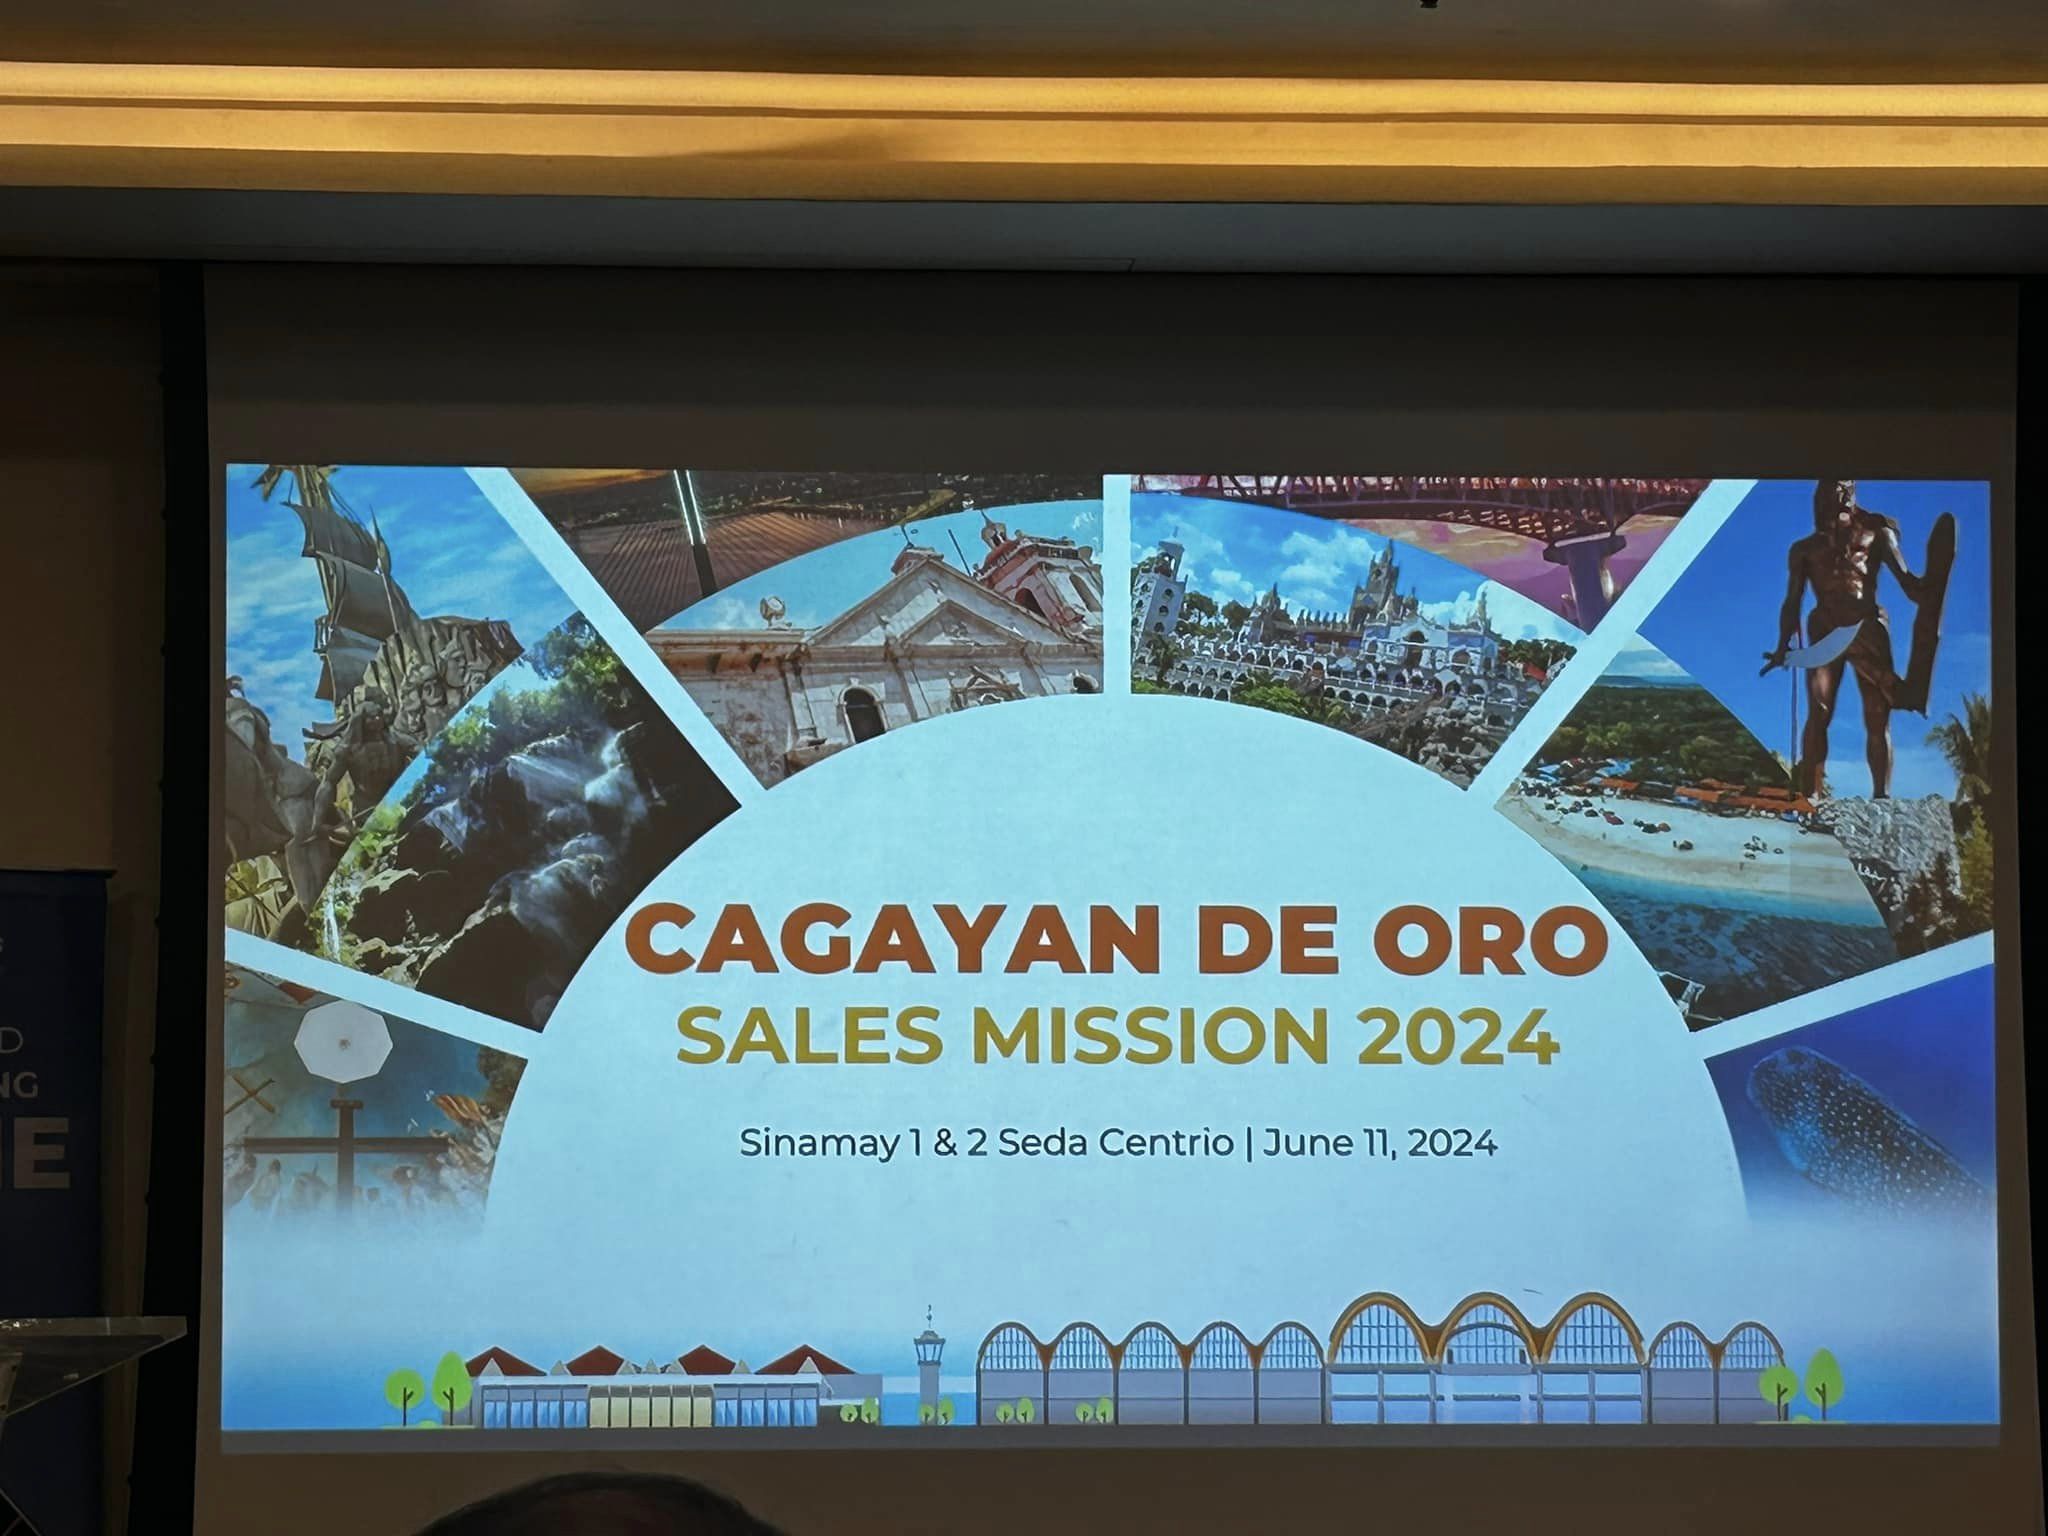 CAGAYAN DE ORO
SALES MISSION 2024
Sinamay 1 & 2 Seda Centrio | June 11, 2024